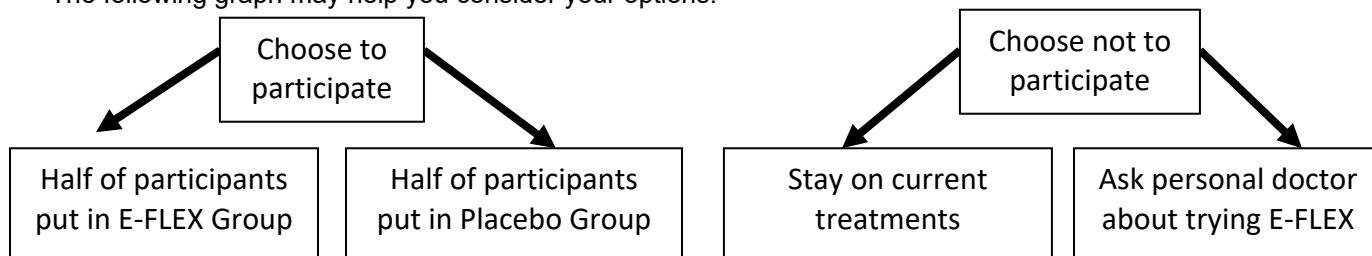 The following graph may help you consider your options:
Choose to
participate
Choose not to
participate
Half of participants
put in E-FLEX Group
Half of participants
put in Placebo Group
Stay on current
treatments
Ask personal doctor
about trying E-FLEX